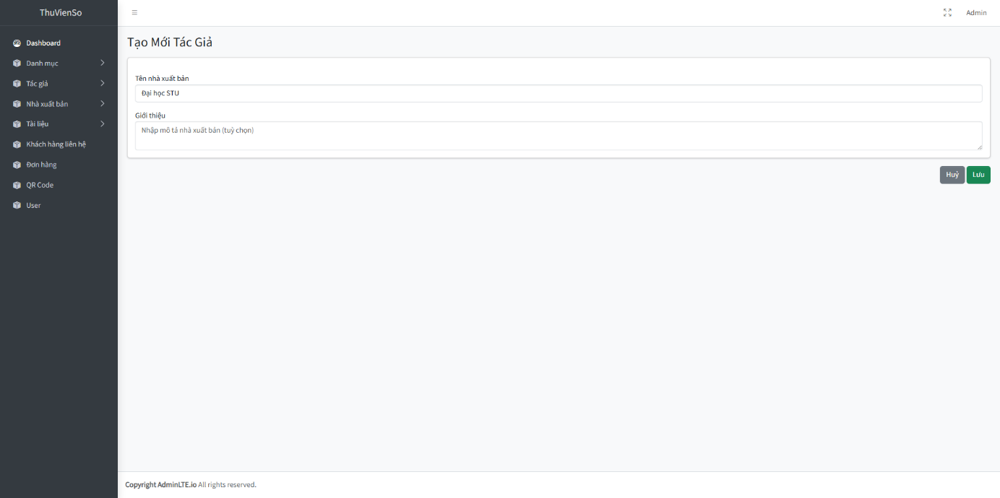 ThuVienSo
Admin
Dashboard
Danh mục
Tác giả
Nhà xuất bản
Tài liệu
Khách hàng liên hệ
Đơn hàng
QR Code
User
Tạo Mới Tác Giả
Tên nhà xuất bản
Đại học STU
Giới thiệu
Nhập mô tả nhà xuất bản (tuỳ chọn)
Huỷ Lưu
Copyright AdminLTE.io All rights reserved.